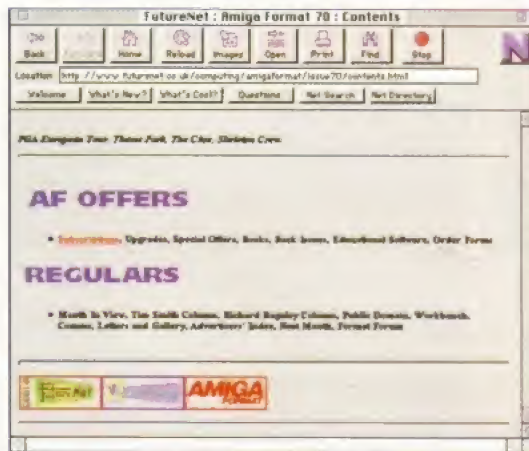 FutureNet : Amiga Format 70 : Contents
Back Forward Home Reload Images Open Print Find Stop
Location: http://www.futurenet.co.uk/computing/amigaformat/issue70/contents.html
Welcome What's New? What's Cool? Questions Net Search Net Directory
PGA European Tour, Theme Park, The Clue, Skeleton Crew.
AF OFFERS
Subscriptions, Upgrades, Special Offers, Books, Back Issues, Educational Software, Order Forms
REGULARS
Month In View, Tim Smith Column, Richard Baguley Column, Public Domain, Workbench,
Comms, Letters and Gallery, Advertisers' Index, Next Month, Format Forum
AMIGA
FORMAT